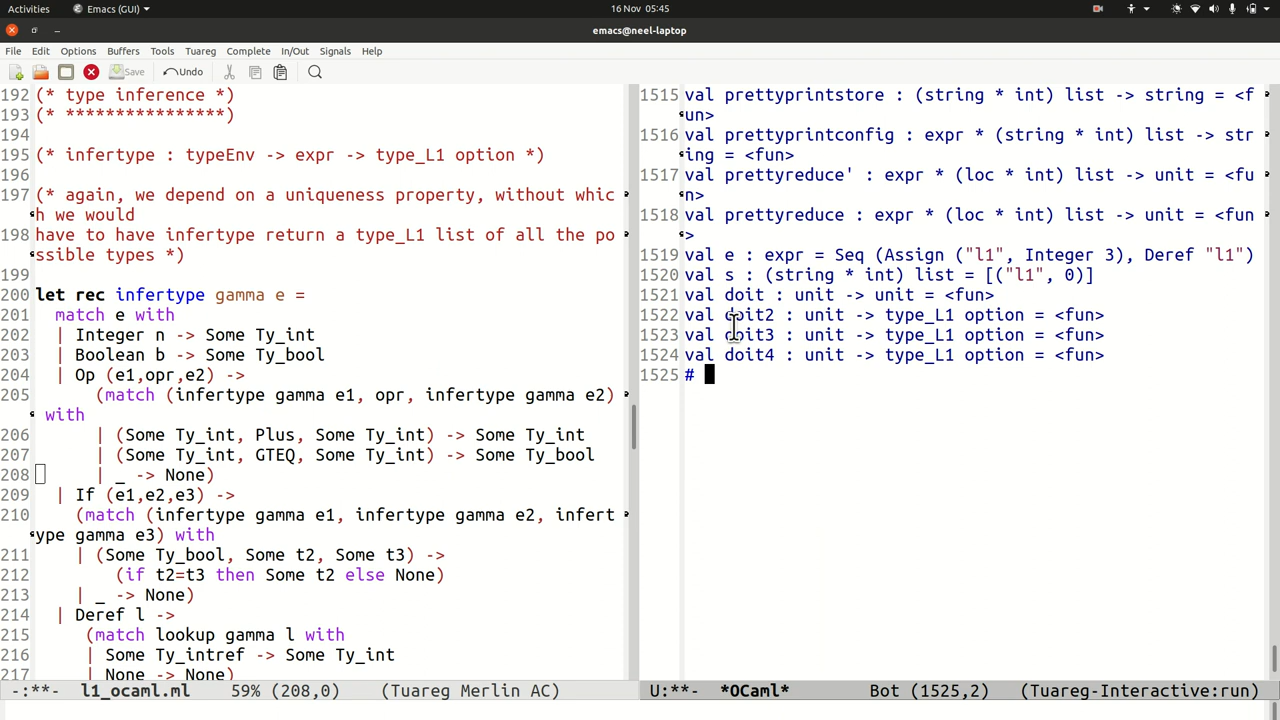 Activities Emacs (GUI) 16 Nov 05:45
emacs@neel-laptop
File Edit Options Buffers Tools Tuareg Complete In/Out Signals Help
Save Undo
192 (* type inference *)
193 (* **************** *)
194
195 (* infertype : typeEnv -> expr -> type_L1 option *)
196
197 (* again, we depend on a uniqueness property, without whic
h we would
198 have to have infertype return a type_L1 list of all the po
ssible types *)
199
200 let rec infertype gamma e =
201   match e with
202   | Integer n -> Some Ty_int
203   | Boolean b -> Some Ty_bool
204   | Op (e1,opr,e2) ->
205       (match (infertype gamma e1, opr, infertype gamma e2)
 with
206       | (Some Ty_int, Plus, Some Ty_int) -> Some Ty_int
207       | (Some Ty_int, GTEQ, Some Ty_int) -> Some Ty_bool
208       | _ -> None)
209   | If (e1,e2,e3) ->
210     (match (infertype gamma e1, infertype gamma e2, infert
ype gamma e3) with
211     | (Some Ty_bool, Some t2, Some t3) ->
212         (if t2=t3 then Some t2 else None)
213     | _ -> None)
214   | Deref l ->
215      (match lookup gamma l with
216      | Some Ty_intref -> Some Ty_int
217      | None -> None)
-:**- l1_ocaml.ml 59% (208,0) (Tuareg Merlin AC)
1515 val prettyprintstore : (string * int) list -> string = <f
un>
1516 val prettyprintconfig : expr * (string * int) list -> str
ing = <fun>
1517 val prettyreduce' : expr * (loc * int) list -> unit = <fu
n>
1518 val prettyreduce : expr * (loc * int) list -> unit = <fun
>
1519 val e : expr = Seq (Assign ("l1", Integer 3), Deref "l1")
1520 val s : (string * int) list = [("l1", 0)]
1521 val doit : unit -> unit = <fun>
1522 val doit2 : unit -> type_L1 option = <fun>
1523 val doit3 : unit -> type_L1 option = <fun>
1524 val doit4 : unit -> type_L1 option = <fun>
1525 #
U:**- *OCaml* Bot (1525,2) (Tuareg-Interactive:run)